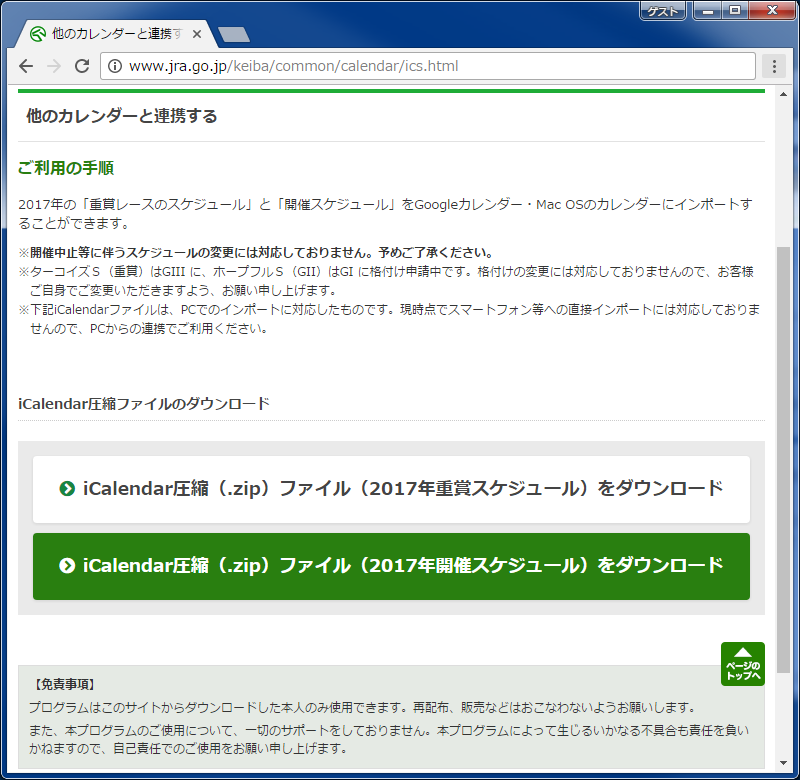 ゲスト
他のカレンダーと連携す
www.jra.go.jp/keiba/common/calendar/ics.html
他のカレンダーと連携する
ご利用の手順
2017年の「重賞レースのスケジュール」と「開催スケジュール」をGoogleカレンダー・Mac OSのカレンダーにインポートす
ることができます。
※開催中止等に伴うスケジュールの変更には対応しておりません。予めご了承ください。
※ターコイズＳ（重賞）はGIII に、ホープフルＳ（GII）はGI に格付け申請中です。格付けの変更には対応しておりませんので、お客様
ご自身でご変更いただきますよう、お願い申し上げます。
※下記iCalendarファイルは、PCでのインポートに対応したものです。現時点でスマートフォン等への直接インポートには対応しておりま
せんので、PCからの連携でご利用ください。
iCalendar圧縮ファイルのダウンロード
iCalendar圧縮（.zip）ファイル（2017年重賞スケジュール）をダウンロード
iCalendar圧縮（.zip）ファイル（2017年開催スケジュール）をダウンロード
ページの
トップへ
【免責事項】
プログラムはこのサイトからダウンロードした本人のみ使用できます。再配布、販売などはおこなわないようお願いします。
また、本プログラムのご使用について、一切のサポートをしておりません。本プログラムによって生じるいかなる不具合も責任を負い
かねますので、自己責任でのご使用をお願い申し上げます。